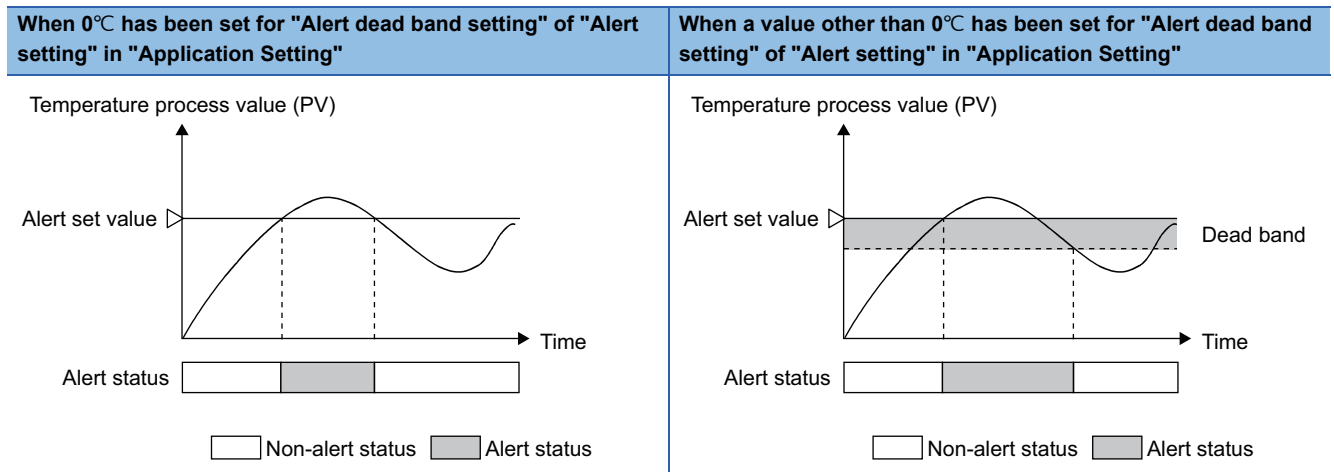 When 0℃ has been set for "Alert dead band setting" of "Alert
setting" in "Application Setting"
When a value other than 0℃ has been set for "Alert dead band
setting" of "Alert setting" in "Application Setting"
Temperature process value (PV)
Alert set value
Time
Alert status
Non-alert status
Alert status
Temperature process value (PV)
Alert set value
Dead band
Time
Alert status
Non-alert status
Alert status